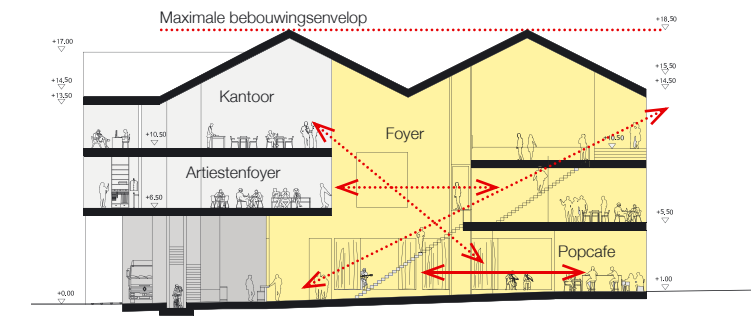 Maximale bebouwingsenvelop
+18,50
+17,00
+15,50
+14,50
+14,50
+13,50
Kantoor
Foyer
+10,50
+10,50
Artiestenfoyer
+6,50
+5,50
Popcafe
+1,00
+0,00